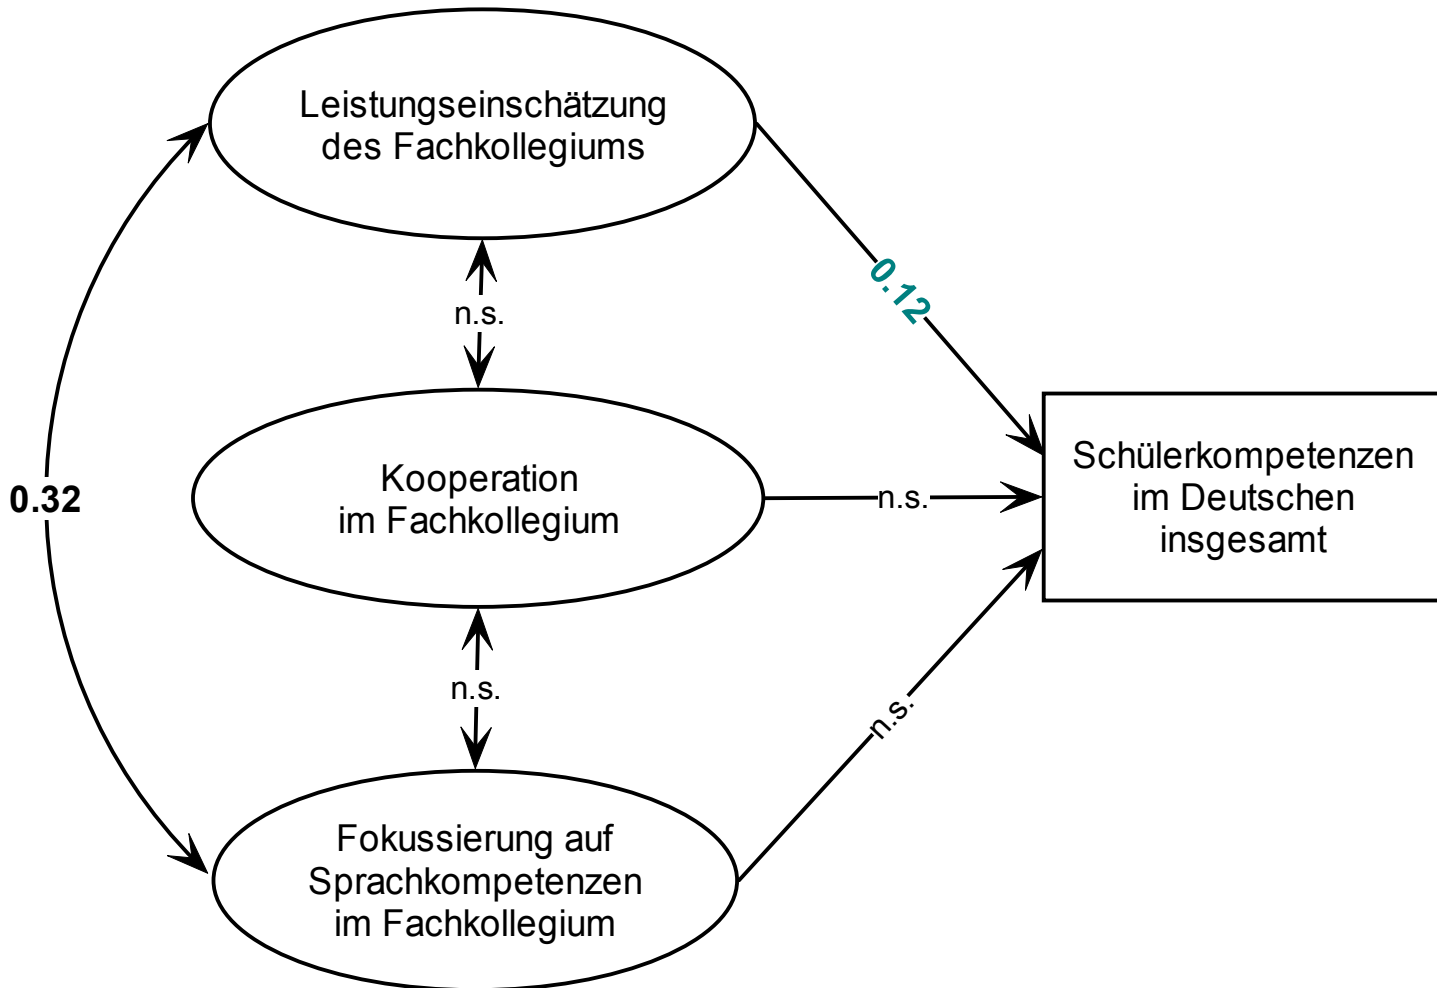 Leistungseinschätzung
des Fachkollegiums
0.12
n.s.
Kooperation
im Fachkollegium
0.32
n.s.
Schülerkompetenzen
im Deutschen
insgesamt
n.s.
n.s.
Fokussierung auf
Sprachkompetenzen
im Fachkollegium